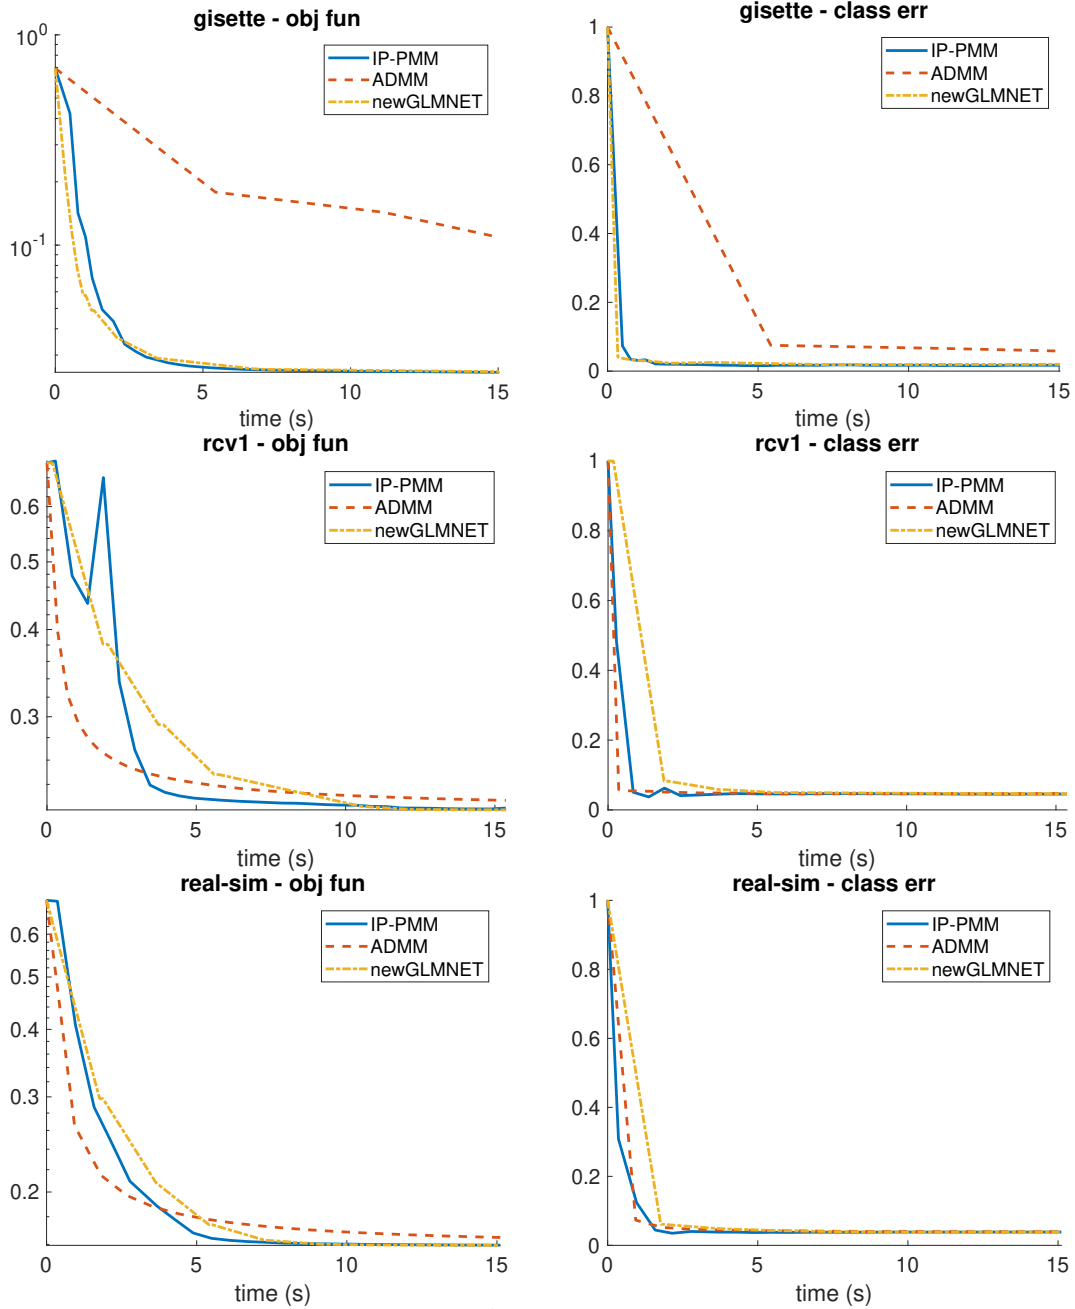 gisette - obj fun
10^0
10^-1
IP-PMM
ADMM
newGLMNET
0 5 10 15
time (s)
gisette - class err
1
0.8
0.6
0.4
0.2
0
IP-PMM
ADMM
newGLMNET
0 5 10 15
time (s)
rcv1 - obj fun
0.6
0.5
0.4
0.3
IP-PMM
ADMM
newGLMNET
0 5 10 15
time (s)
rcv1 - class err
1
0.8
0.6
0.4
0.2
0
IP-PMM
ADMM
newGLMNET
0 5 10 15
time (s)
real-sim - obj fun
0.6
0.5
0.4
0.3
0.2
IP-PMM
ADMM
newGLMNET
0 5 10 15
time (s)
real-sim - class err
1
0.8
0.6
0.4
0.2
0
IP-PMM
ADMM
newGLMNET
0 5 10 15
time (s)